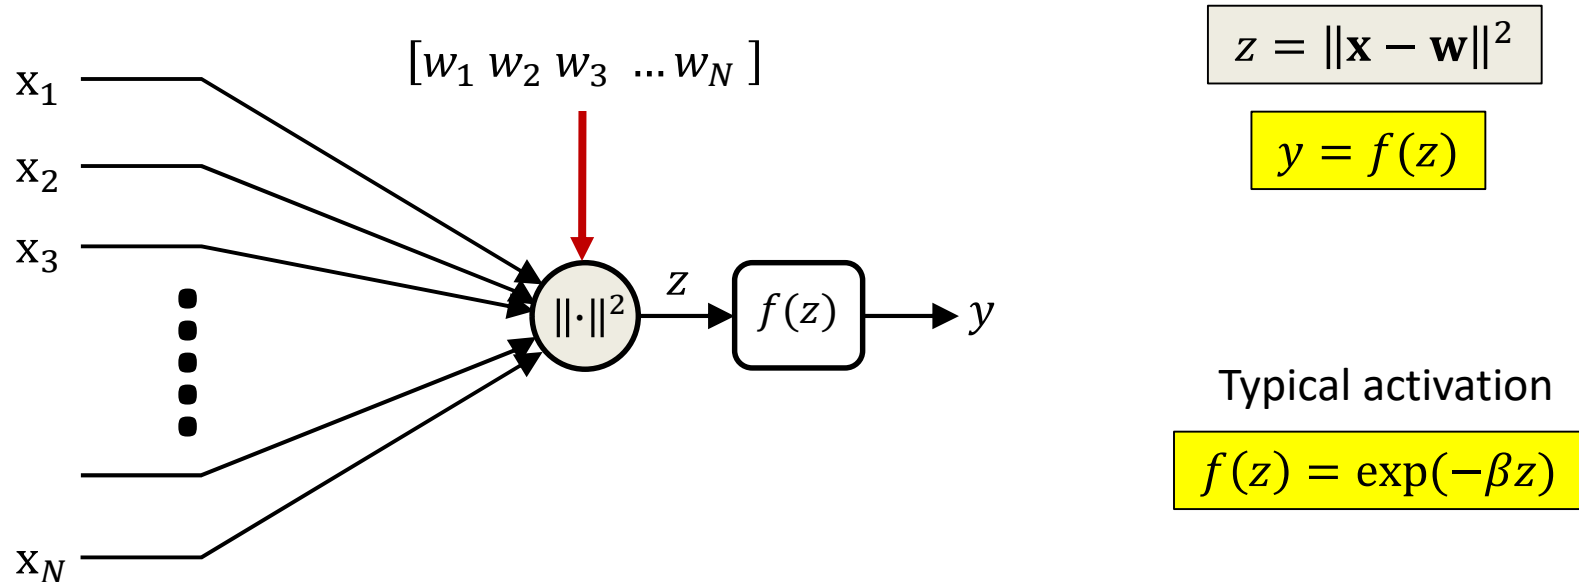 x₁
x₂
x₃
x_N
[w₁ w₂ w₃ … w_N ]
‖·‖²
z
f(z)
y
z = ‖𝐱 − 𝐰‖²
y = f(z)
Typical activation
f(z) = exp(−βz)